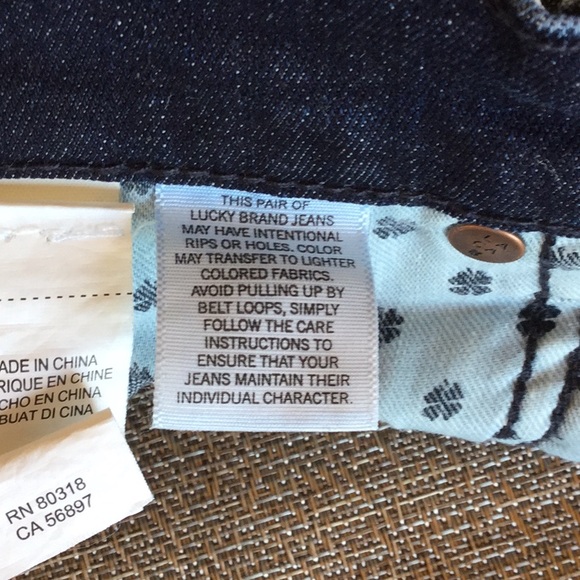 THIS PAIR OF
LUCKY BRAND JEANS
MAY HAVE INTENTIONAL
RIPS OR HOLES. COLOR
MAY TRANSFER TO LIGHTER
COLORED FABRICS.
AVOID PULLING UP BY
BELT LOOPS, SIMPLY
FOLLOW THE CARE
INSTRUCTIONS TO
ENSURE THAT YOUR
JEANS MAINTAIN THEIR
INDIVIDUAL CHARACTER.
ADE IN CHINA
RIQUE EN CHINE
CHO EN CHINA
BUAT DI CINA
RN 80318
CA 56897